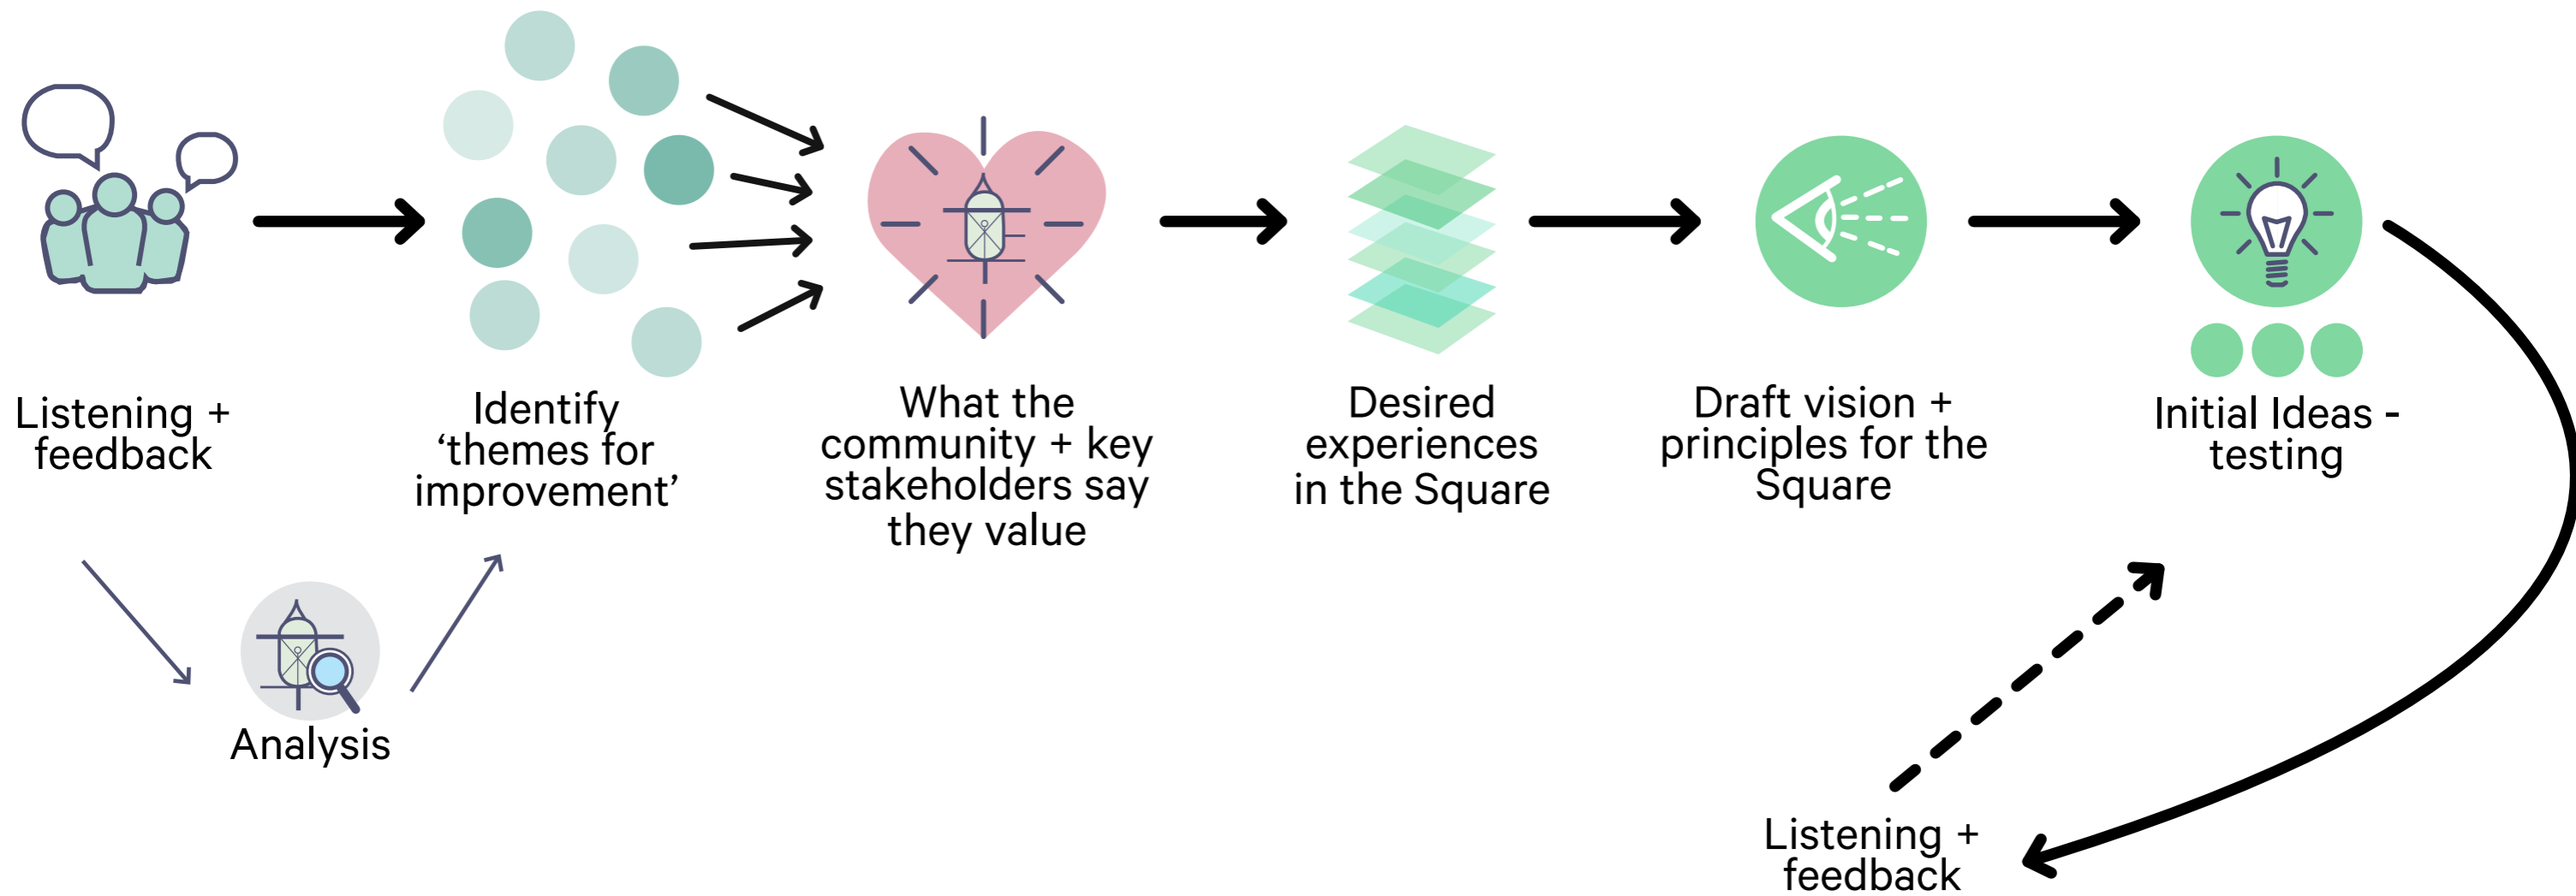 Listening +
feedback
Identify
‘themes for
improvement’
What the
community + key
stakeholders say
they value
Desired
experiences
in the Square
Draft vision +
principles for the
Square
Initial Ideas -
testing
Analysis
Listening +
feedback